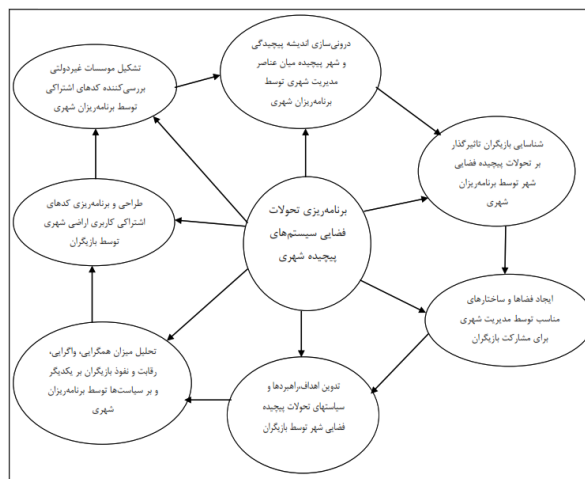 درونی‌سازی اندیشه پیچیدگی
و شهر پیچیده میان عناصر
مدیریت شهری توسط
برنامه‌ریزان شهری
شناسایی بازیگران تاثیرگذار
بر تحولات پیچیده فضایی
شهر توسط برنامه‌ریزان
شهری
ایجاد فضاها و ساختارهای
مناسب توسط مدیریت شهری
برای مشارکت بازیگران
تدوین اهداف،راهبردها و
سیاستهای تحولات پیچیده
فضایی شهر توسط بازیگران
تحلیل میزان همگرایی، واگرایی،
رقابت و نفوذ بازیگران بر یکدیگر
و بر سیاست‌ها توسط برنامه‌ریزان
شهری
طراحی و برنامه‌ریزی کدهای
اشتراکی کاربری اراضی شهری
توسط بازیگران
تشکیل موسسات غیردولتی
بررسی‌کننده کدهای اشتراکی
توسط برنامه‌ریزان شهری
برنامه‌ریزی تحولات
فضایی سیستم‌های
پیچیده شهری